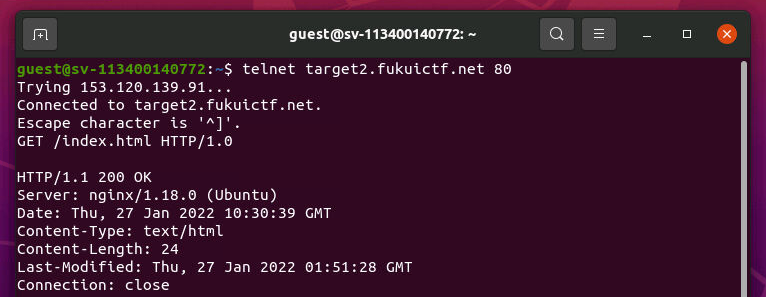 guest@sv-113400140772: ~
guest@sv-113400140772:~$ telnet target2.fukuictf.net 80
Trying 153.120.139.91...
Connected to target2.fukuictf.net.
Escape character is '^]'.
GET /index.html HTTP/1.0
HTTP/1.1 200 OK
Server: nginx/1.18.0 (Ubuntu)
Date: Thu, 27 Jan 2022 10:30:39 GMT
Content-Type: text/html
Content-Length: 24
Last-Modified: Thu, 27 Jan 2022 01:51:28 GMT
Connection: close